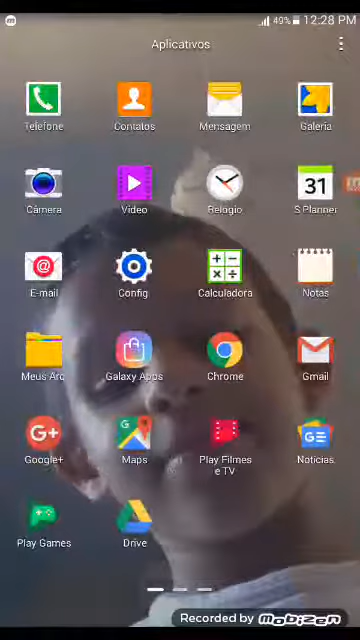 49% 12:28 PM
Aplicativos
Telefone Contatos Mensagem Galeria
31
Câmera Vídeo Relógio S Planner
@
E-mail Config. Calculadora Notas
Meus Arq Galaxy Apps Chrome Gmail
G+ G GE
Google+ Maps Play Filmes Notícias
e TV
Play Games Drive
Recorded by mobizen